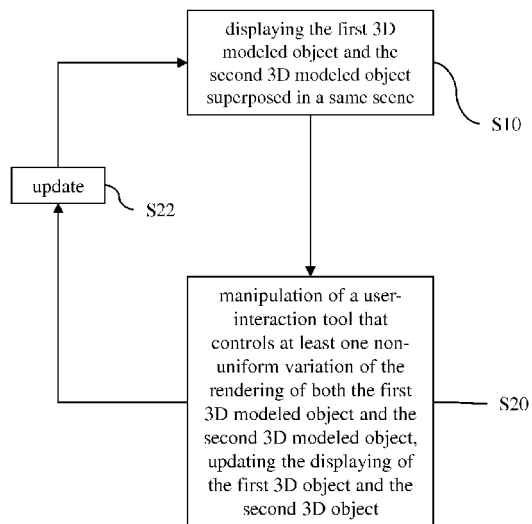 displaying the first 3D
modeled object and the
second 3D modeled object
superposed in a same scene
S10
update
S22
manipulation of a user-
interaction tool that
controls at least one non-
uniform variation of the
rendering of both the first
3D modeled object and the
second 3D modeled object,
updating the displaying of
the first 3D object and the
second 3D object
S20